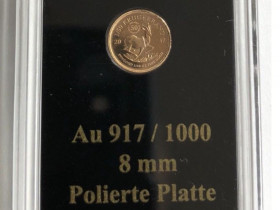 Au 917 / 1000
8 mm
Polierte Platte